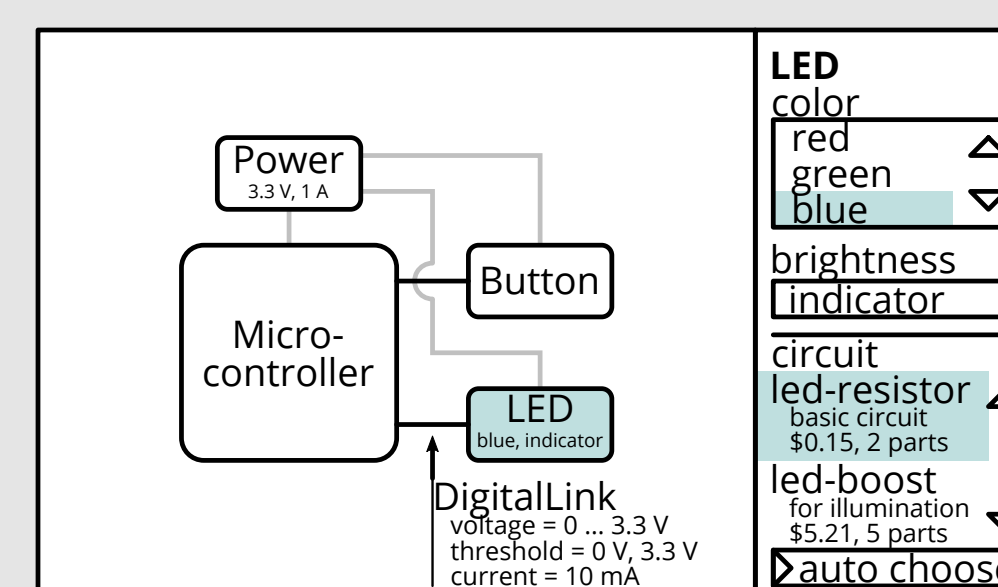 Power
3.3 V, 1 A
Button
Micro-
controller
LED
blue, indicator
DigitalLink
voltage = 0 ... 3.3 V
threshold = 0 V, 3.3 V
current = 10 mA
LED
color
red
green
blue
brightness
indicator
circuit
led-resistor
basic circuit
$0.15, 2 parts
led-boost
for illumination
$5.21, 5 parts
auto choose